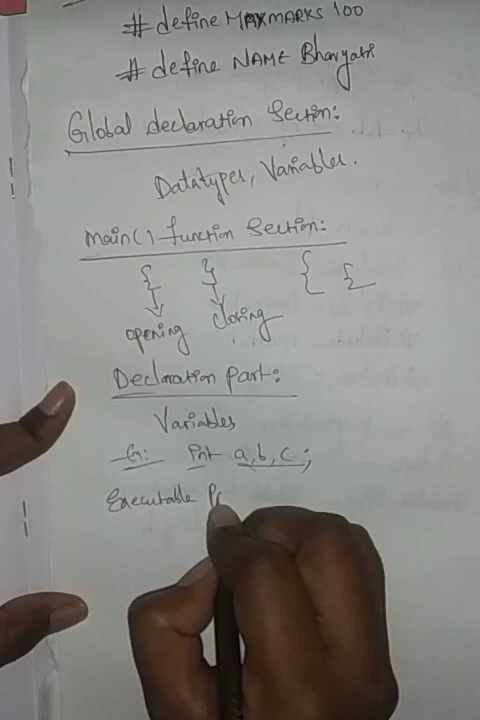 # define MAXMARKS 100
# define NAME Bhargavi
Global declaration Section:
Datatypes, Variables.
Main() function Section:
{ } { {
opening closing
Declaration part:
Variables
Int a, b, c ;
Executable P